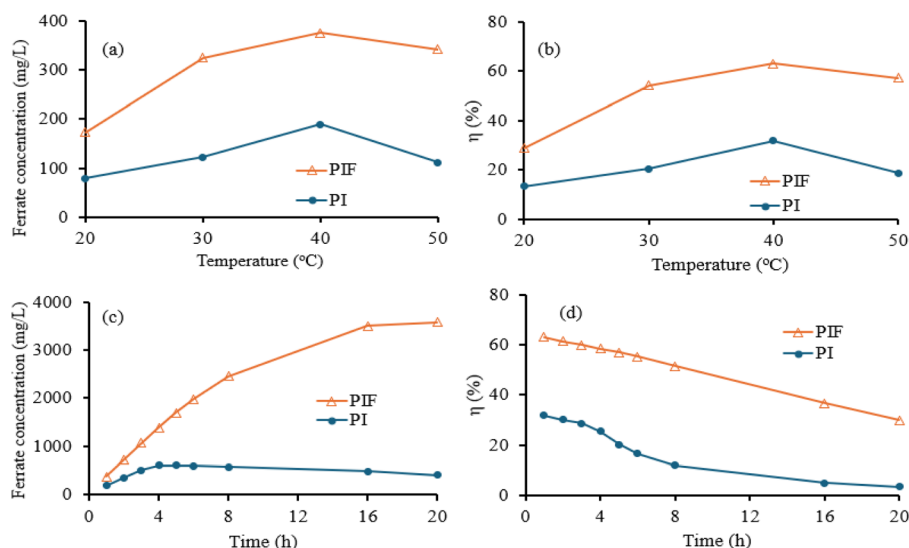 (a)
Ferrate concentration (mg/L)
400
300
200
100
0
20 30 40 50
Temperature (°C)
PIF
PI
(b)
η (%)
80
60
40
20
0
20 30 40 50
Temperature (°C)
PIF
PI
(c)
Ferrate concentration (mg/L)
4000
3000
2000
1000
0
0 4 8 12 16 20
Time (h)
PIF
PI
(d)
η (%)
80
60
40
20
0
0 4 8 12 16 20
Time (h)
PIF
PI